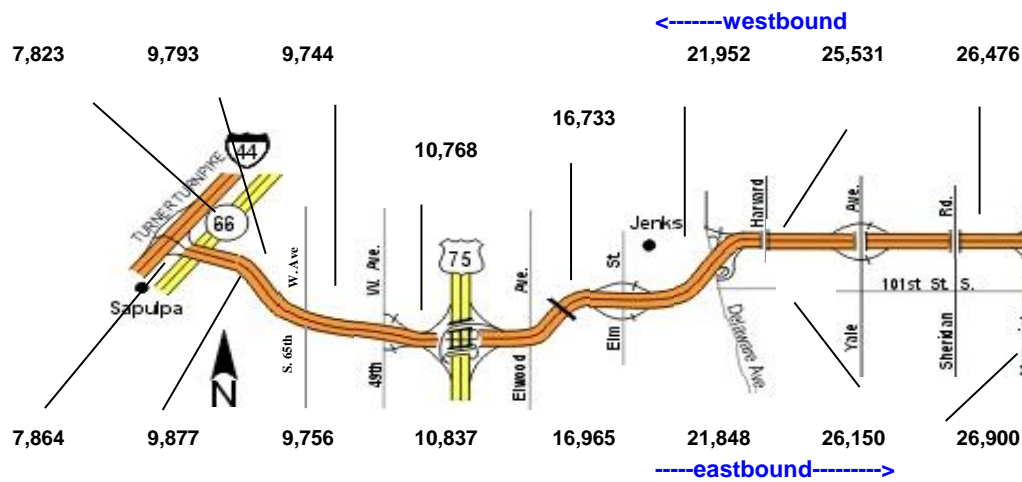 <-------westbound
7,823 9,793 9,744 21,952 25,531 26,476
16,733
10,768
TURNER TURNPIKE
44
66
Jenks
Harvard
Ave.
Rd.
W. Ave
W. Ave.
75
Ave.
St.
Sapulpa
101st St. S.
N
S. 65th
49th
Elwood
Elm
Delaware Ave.
Yale
Sheridan
7,864 9,877 9,756 10,837 16,965 21,848 26,150 26,900
-----eastbound--------->